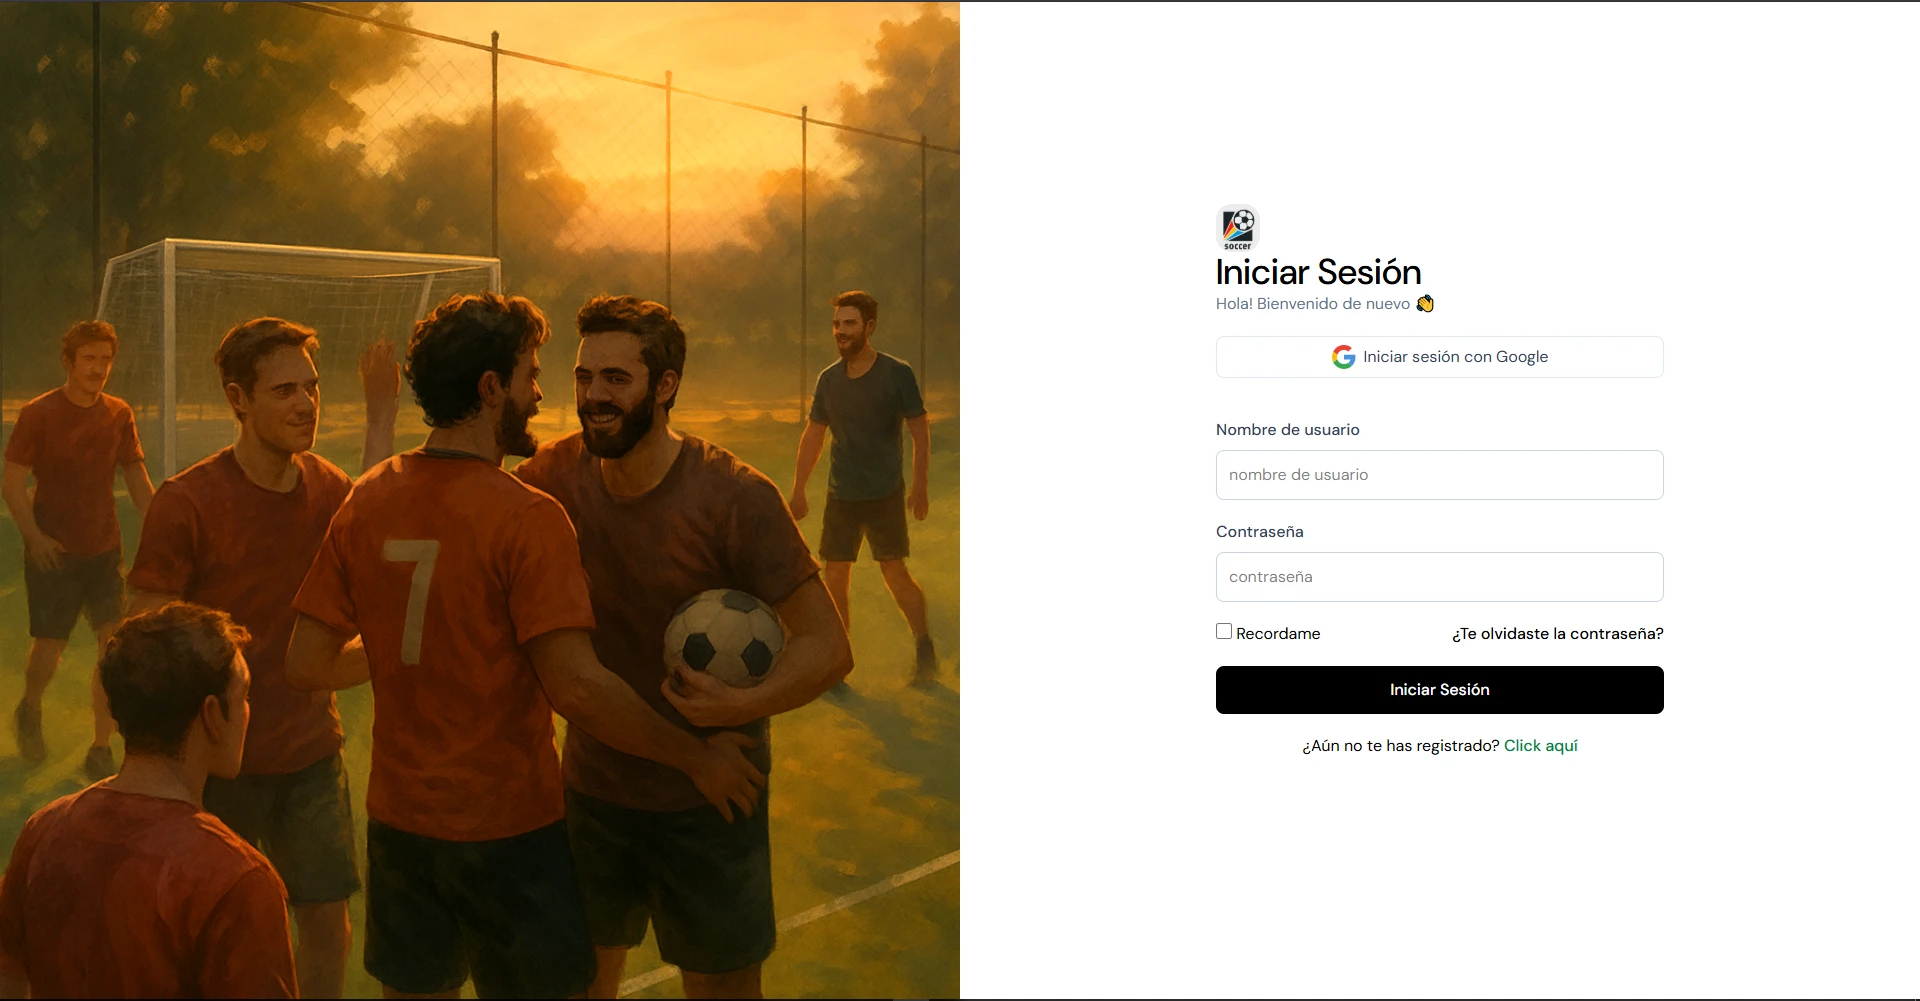 7
soccer
Iniciar Sesión
Hola! Bienvenido de nuevo 👏
Iniciar sesión con Google
Nombre de usuario
nombre de usuario
Contraseña
contraseña
Recordame
¿Te olvidaste la contraseña?
Iniciar Sesión
¿Aún no te has registrado? Click aquí